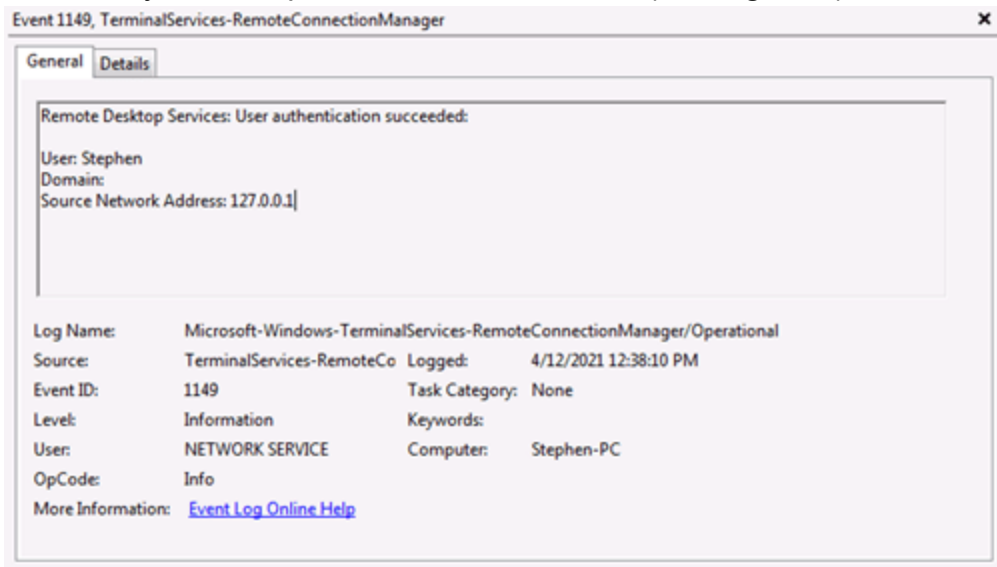 Event 1149, TerminalServices-RemoteConnectionManager
General Details
Remote Desktop Services: User authentication succeeded:
User: Stephen
Domain:
Source Network Address: 127.0.0.1
Log Name: Microsoft-Windows-TerminalServices-RemoteConnectionManager/Operational
Source: TerminalServices-RemoteCo Logged: 4/12/2021 12:38:10 PM
Event ID: 1149 Task Category: None
Level: Information Keywords:
User: NETWORK SERVICE Computer: Stephen-PC
OpCode: Info
More Information: Event Log Online Help